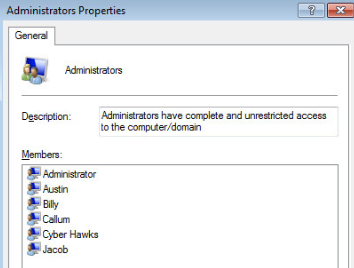 Administrators Properties
General
Administrators
Description:
Administrators have complete and unrestricted access
to the computer/domain
Members:
Administrator
Austin
Billy
Callum
Cyber Hawks
Jacob